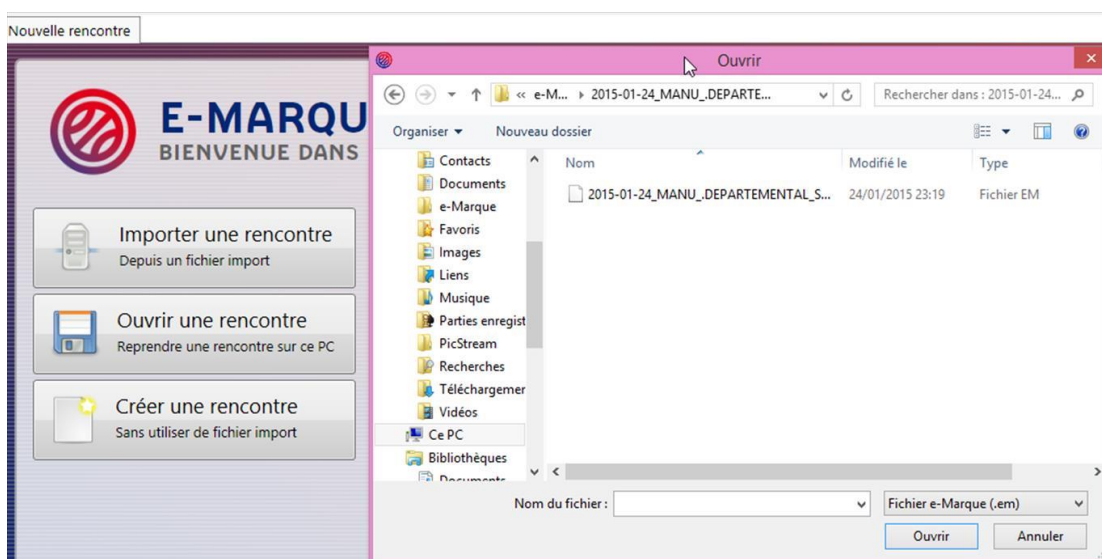 Nouvelle rencontre
Ouvrir
« e-M... ▸ 2015-01-24_MANU_.DEPARTE...
Rechercher dans : 2015-01-24...
Organiser
Nouveau dossier
E-MARQU
BIENVENUE DANS
Importer une rencontre
Depuis un fichier import
Ouvrir une rencontre
Reprendre une rencontre sur ce PC
Créer une rencontre
Sans utiliser de fichier import
Contacts
Documents
e-Marque
Favoris
Images
Liens
Musique
Parties enregist
PicStream
Recherches
Téléchargemer
Vidéos
Ce PC
Bibliothèques
Documents
Nom Modifié le Type
2015-01-24_MANU_.DEPARTEMENTAL_S... 24/01/2015 23:19 Fichier EM
Nom du fichier :
Fichier e-Marque (.em)
Ouvrir Annuler